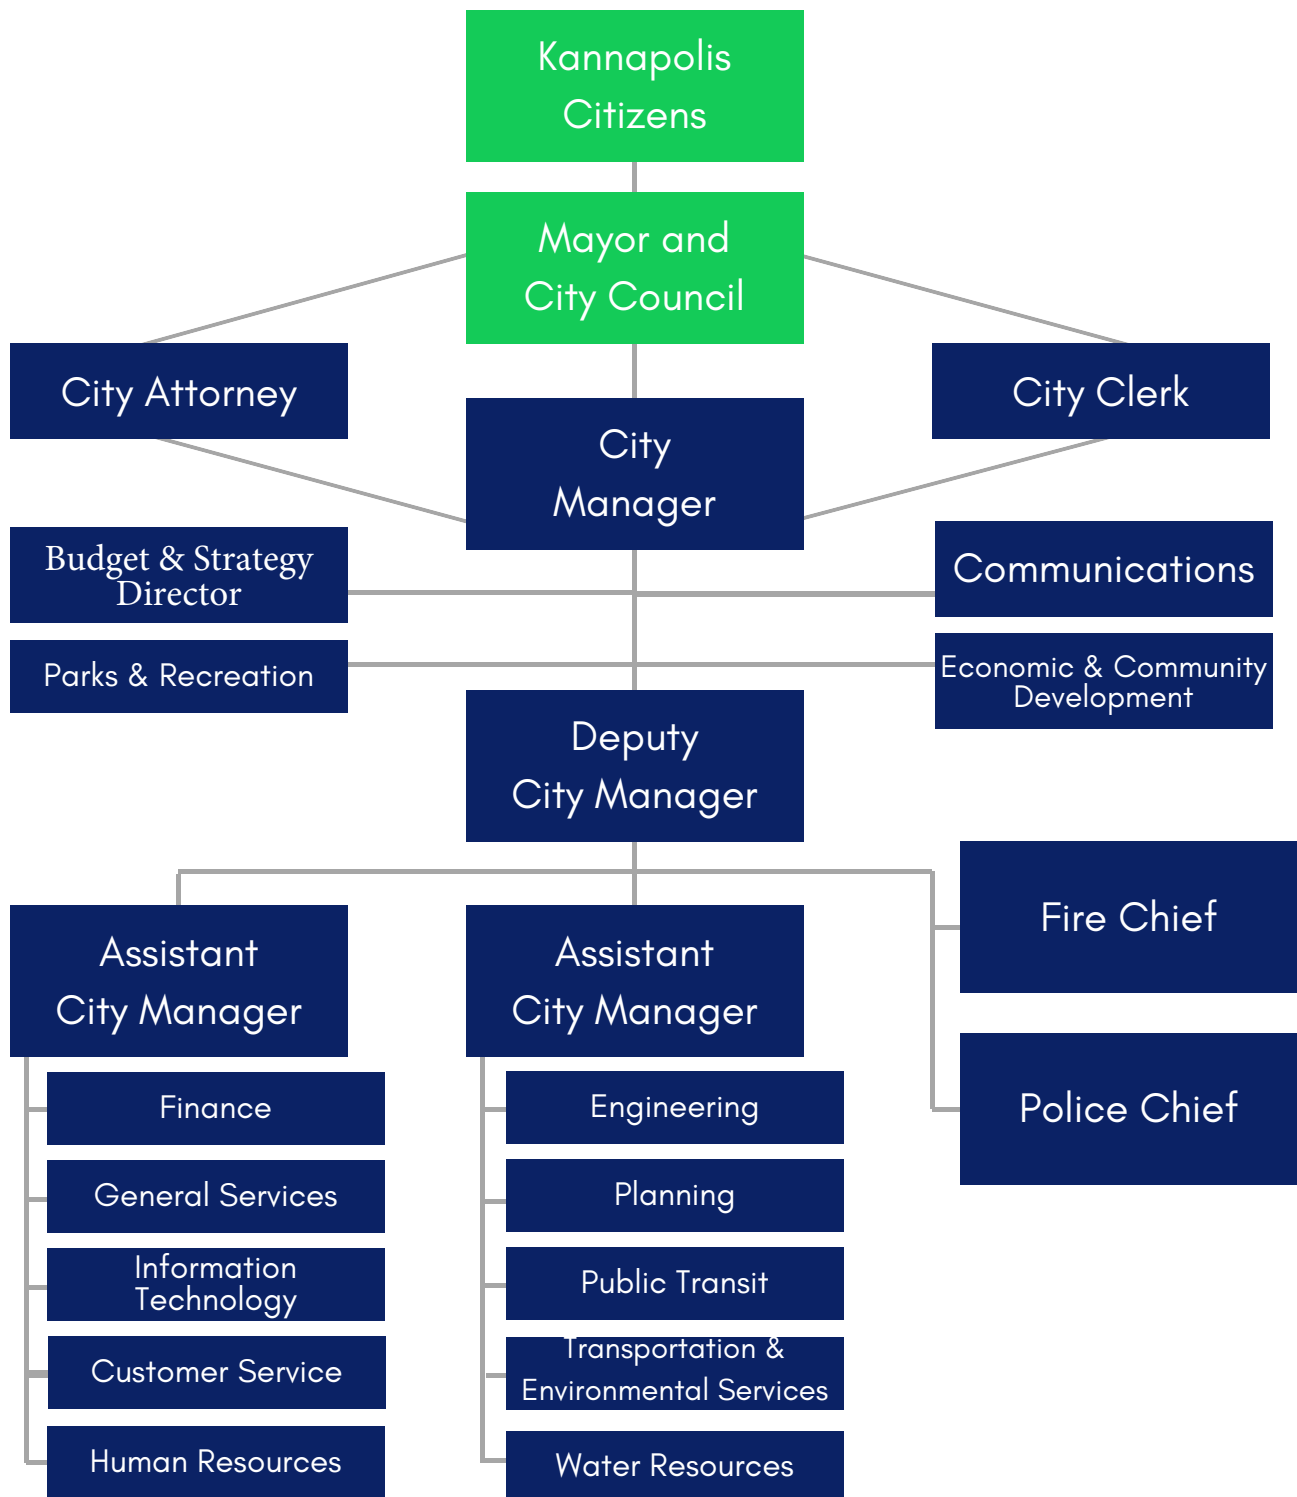 Kannapolis
Citizens
Mayor and
City Council
City Attorney
City Clerk
City
Manager
Budget & Strategy
Director
Communications
Parks & Recreation
Economic & Community
Development
Deputy
City Manager
Assistant
City Manager
Assistant
City Manager
Fire Chief
Police Chief
Finance
General Services
Information
Technology
Customer Service
Human Resources
Engineering
Planning
Public Transit
Transportation &
Environmental Services
Water Resources